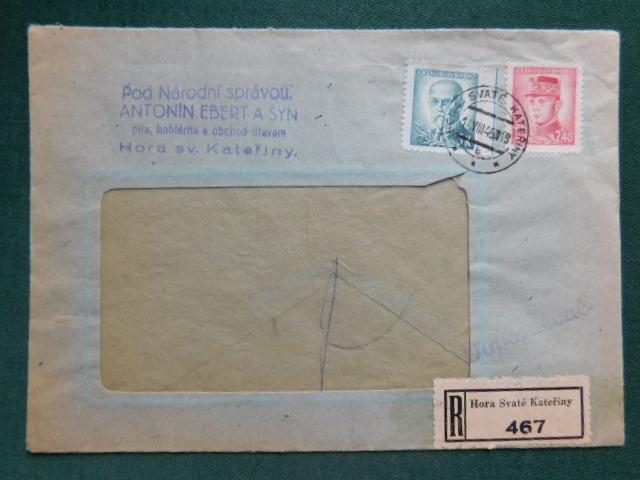 Pod Národní správou.
ANTONÍN EBERT A SYN
pila, hoblárna a obchod dřevem
Hora sv. Kateřiny.
ČESKOSLOVENSKO
ČESKOSLOVENSKO
2.40
SVATÉ KATEŘINY
b
Doporučeně.
R
Hora Svaté Kateřiny
467